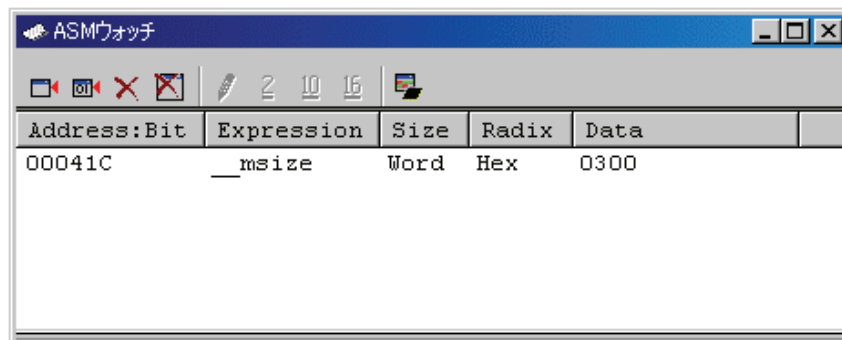 ASMウォッチ
2 10 16
Address:Bit Expression Size Radix Data
00041C __msize Word Hex 0300